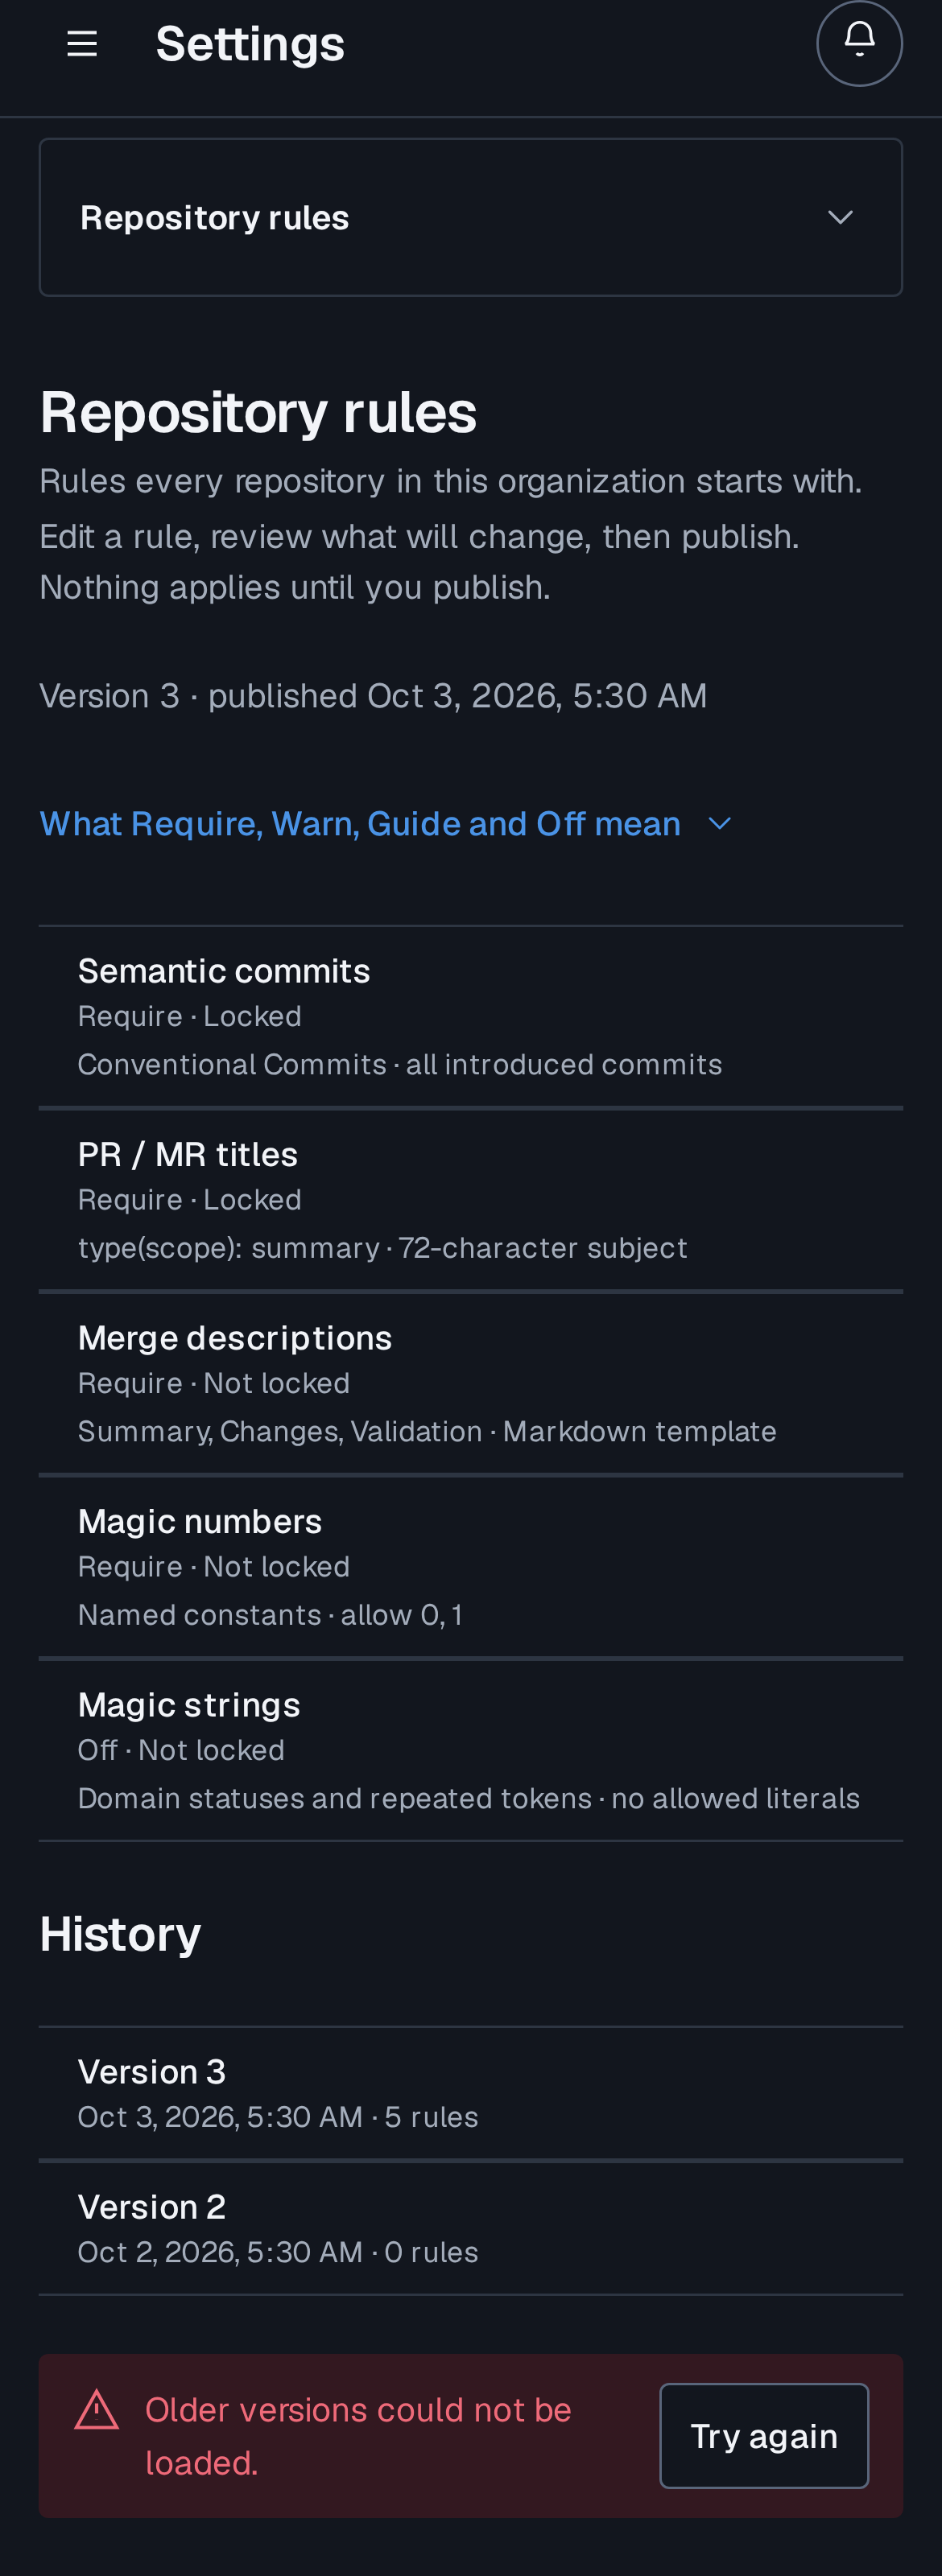 Settings
Repository rules
Repository rules
Rules every repository in this organization starts with.
Edit a rule, review what will change, then publish.
Nothing applies until you publish.
Version 3 · published Oct 3, 2026, 5:30 AM
What Require, Warn, Guide and Off mean
Semantic commits
Require · Locked
Conventional Commits · all introduced commits
PR / MR titles
Require · Locked
type(scope): summary · 72-character subject
Merge descriptions
Require · Not locked
Summary, Changes, Validation · Markdown template
Magic numbers
Require · Not locked
Named constants · allow 0, 1
Magic strings
Off · Not locked
Domain statuses and repeated tokens · no allowed literals
History
Version 3
Oct 3, 2026, 5:30 AM · 5 rules
Version 2
Oct 2, 2026, 5:30 AM · 0 rules
Older versions could not be
loaded.
Try again